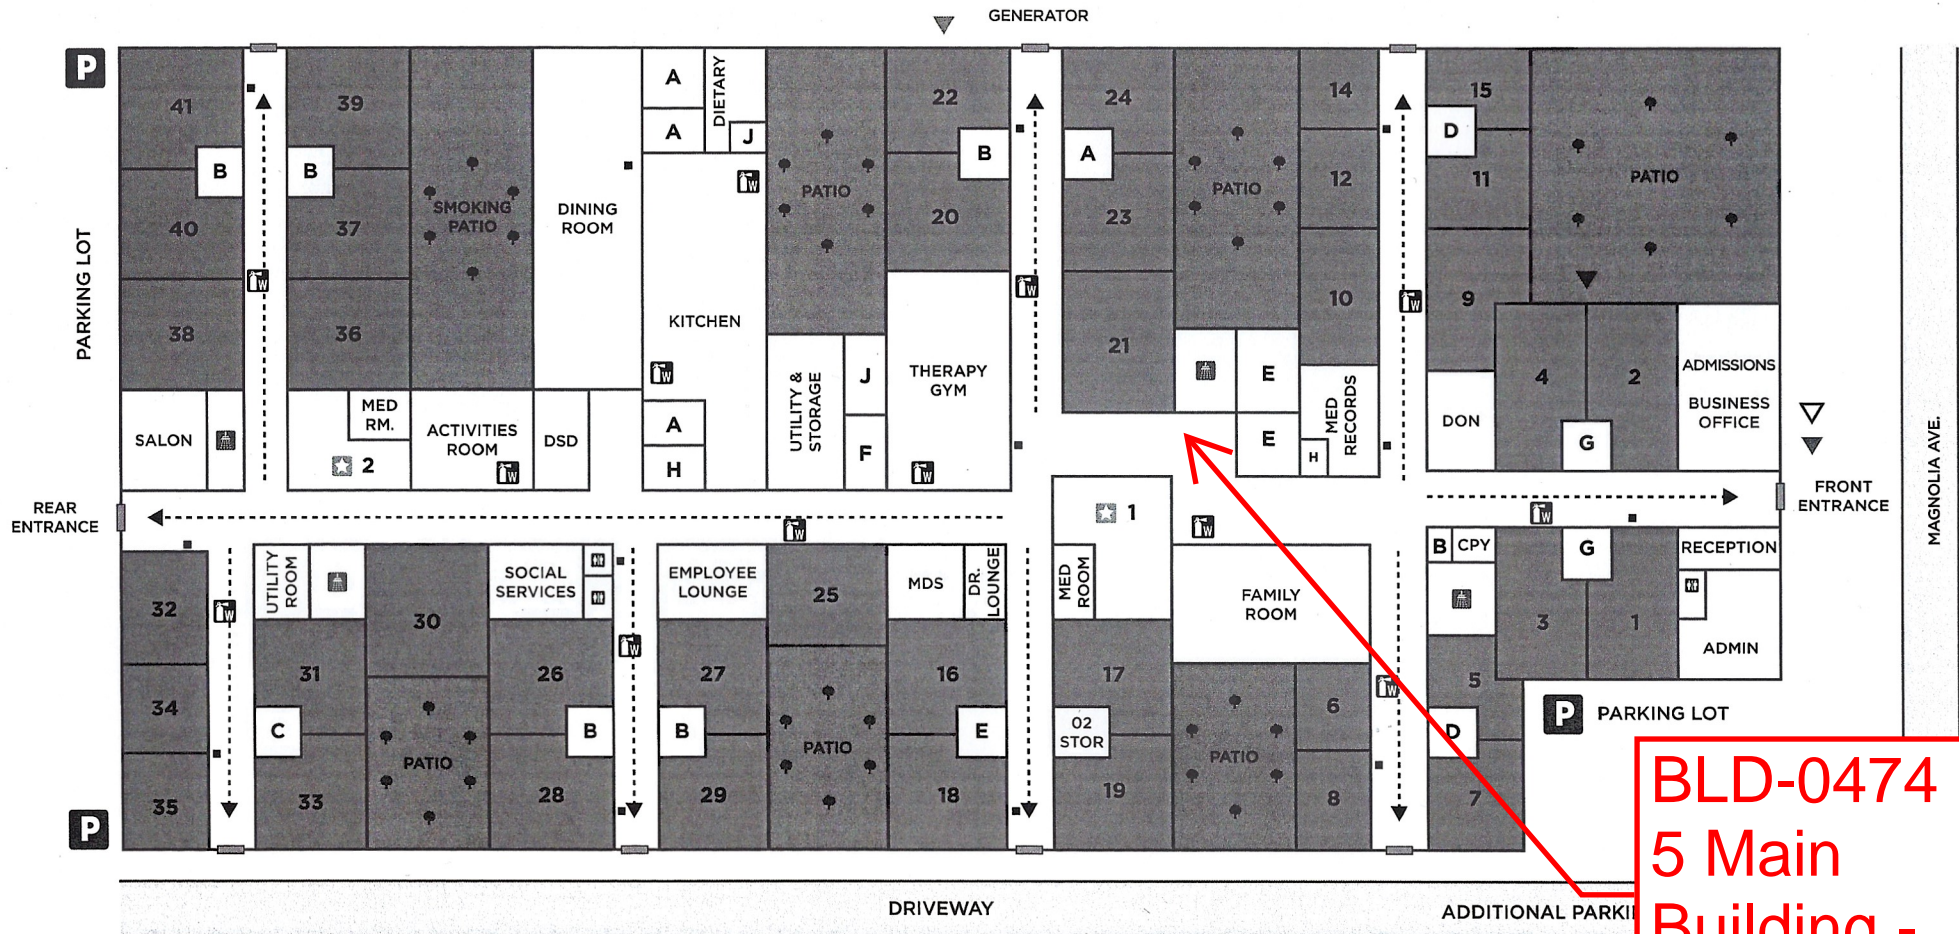 GENERATOR
P
41
39
A
DIETARY
A
J
22
24
14
15
B
B
B
A
D
40
37
SMOKING
PATIO
DINING
ROOM
W
PATIO
20
23
PATIO
12
11
PATIO
PARKING LOT
W
W
W
38
36
KITCHEN
W
21
10
9
UTILITY &
STORAGE
J
F
THERAPY
GYM
W
E
E
MED
RECORDS
H
4
2
G
ADMISSIONS
BUSINESS
OFFICE
DON
SALON
MED
RM.
2
ACTIVITIES
ROOM
W
DSD
A
H
REAR
ENTRANCE
FRONT
ENTRANCE
MAGNOLIA AVE.
W
1
W
W
32
W
UTILITY
ROOM
30
SOCIAL
SERVICES
EMPLOYEE
LOUNGE
25
MDS
DR.
LOUNGE
MED
ROOM
FAMILY
ROOM
B
CPY
G
RECEPTION
3
1
ADMIN
34
31
26
W
27
16
17
6
W
5
C
PATIO
B
B
PATIO
E
02
STOR
PATIO
D
P
PARKING LOT
35
33
28
29
18
19
8
7
P
DRIVEWAY
ADDITIONAL PARKI
BLD-0474
5 Main
Building -